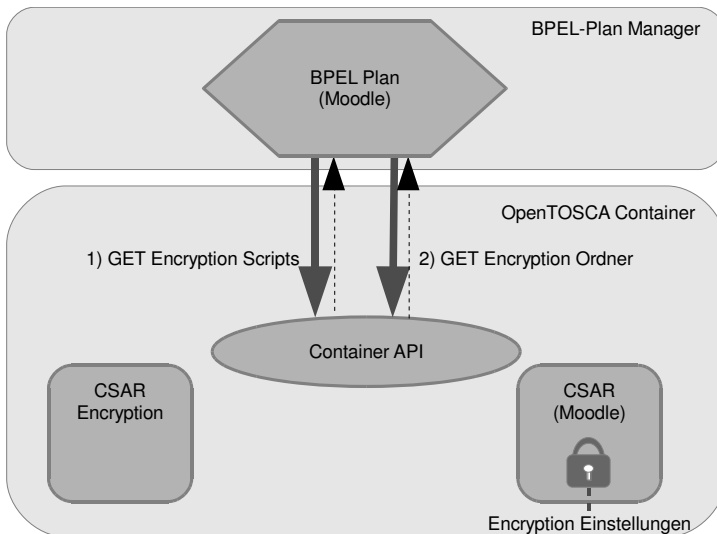 BPEL-Plan Manager
BPEL Plan
(Moodle)
OpenTOSCA Container
1) GET Encryption Scripts
2) GET Encryption Ordner
Container API
CSAR
Encryption
CSAR
(Moodle)
Encryption Einstellungen